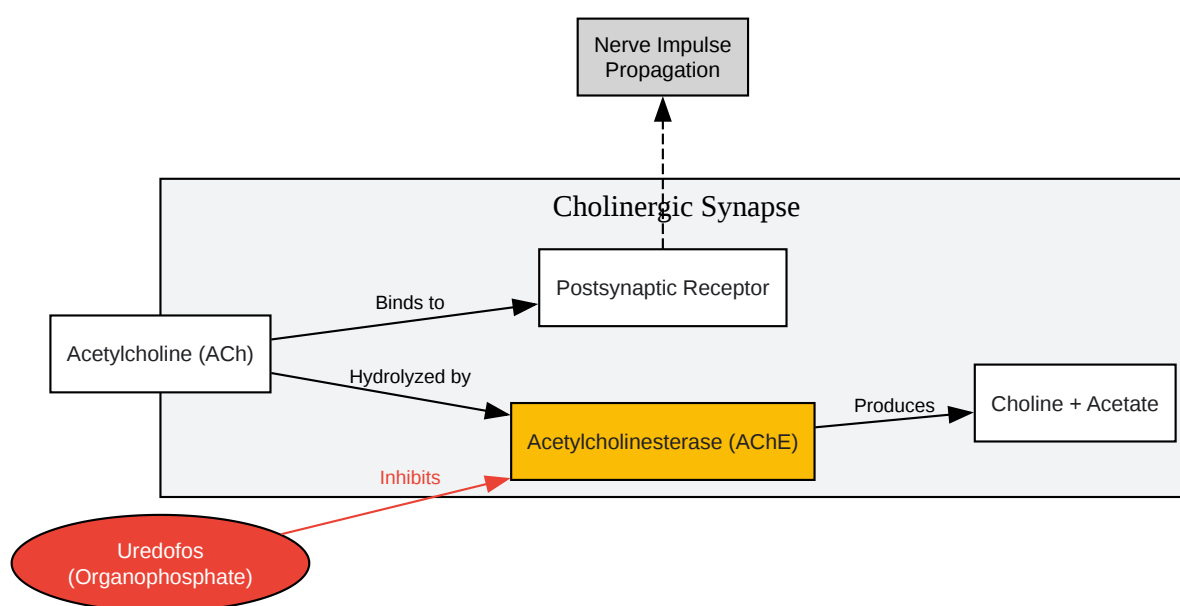 Nerve Impulse
Propagation
Cholinergic Synapse
Postsynaptic Receptor
Binds to
Acetylcholine (ACh)
Hydrolyzed by
Choline + Acetate
Produces
Acetylcholinesterase (AChE)
Inhibits
Uredofos
(Organophosphate)